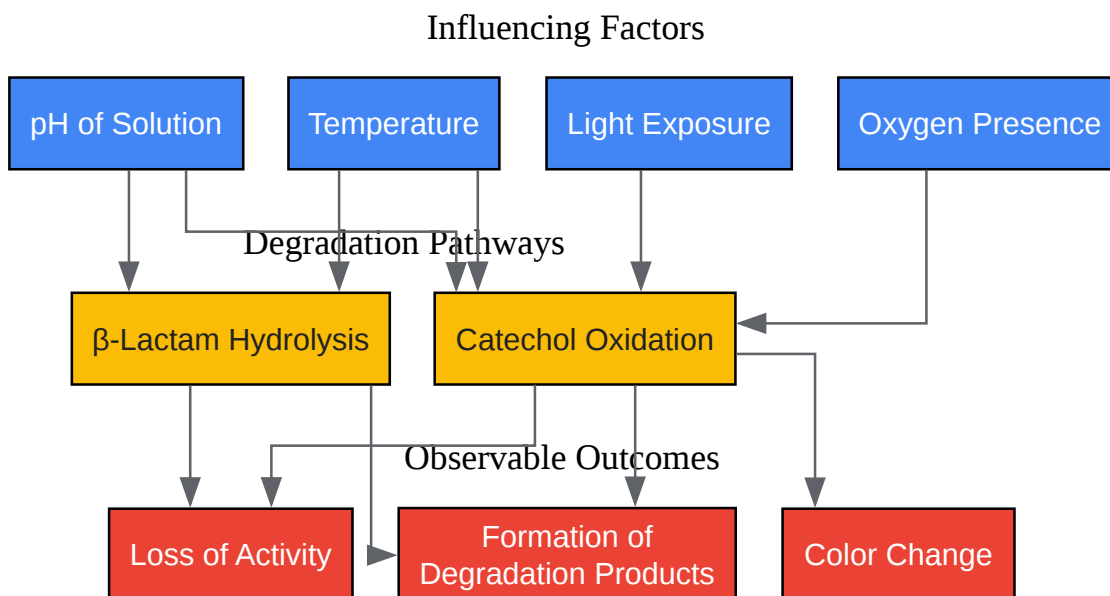 Influencing Factors
pH of Solution
Temperature
Light Exposure
Oxygen Presence
Degradation Pathways
β-Lactam Hydrolysis
Catechol Oxidation
Observable Outcomes
Loss of Activity
Formation of
Degradation Products
Color Change